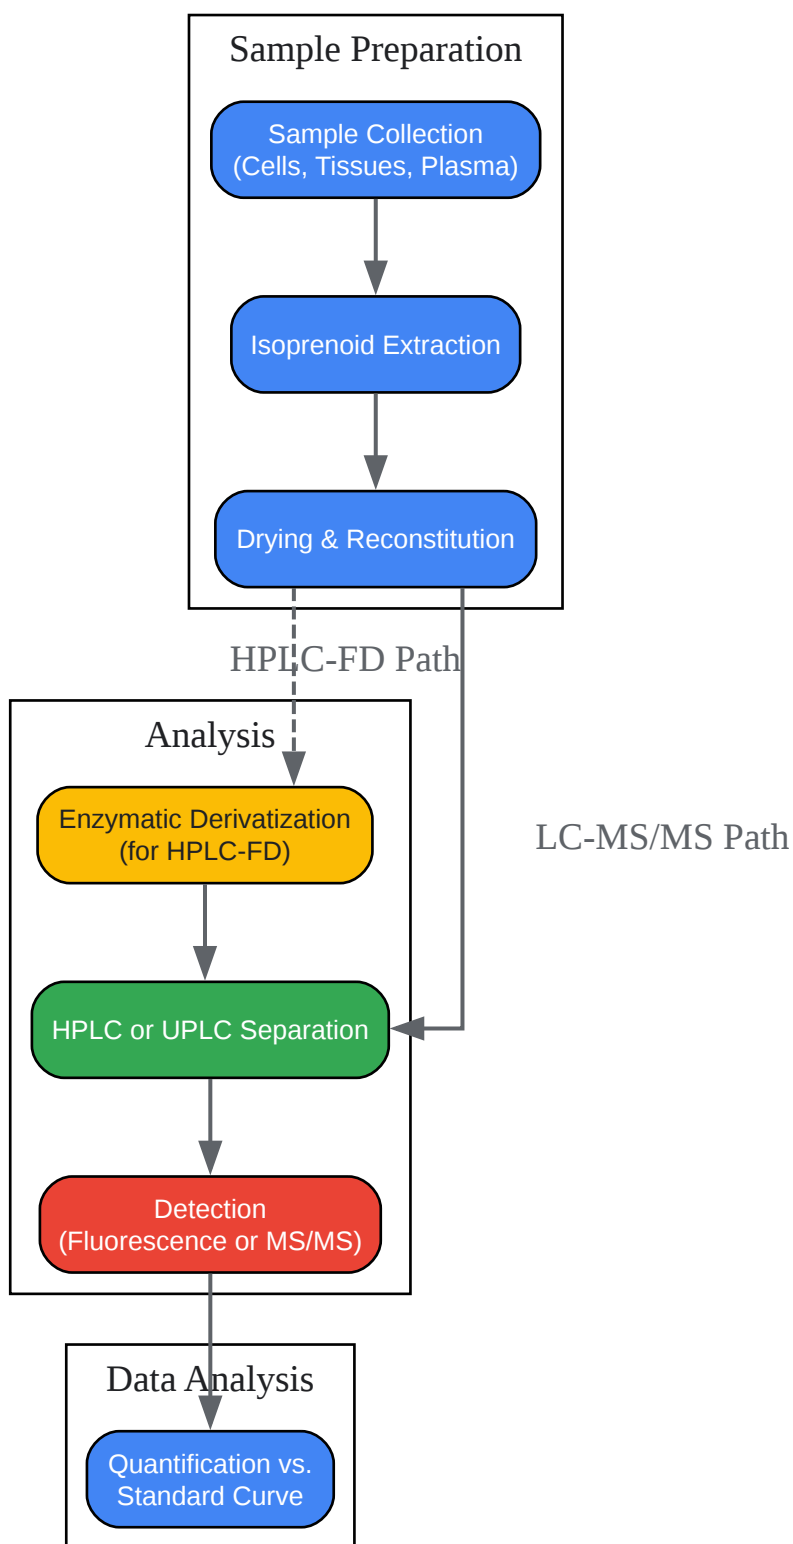 Sample Preparation
Sample Collection
(Cells, Tissues, Plasma)
Isoprenoid Extraction
Drying & Reconstitution
HPLC-FD Path
Analysis
Enzymatic Derivatization
(for HPLC-FD)
LC-MS/MS Path
HPLC or UPLC Separation
Detection
(Fluorescence or MS/MS)
Data Analysis
Quantification vs.
Standard Curve